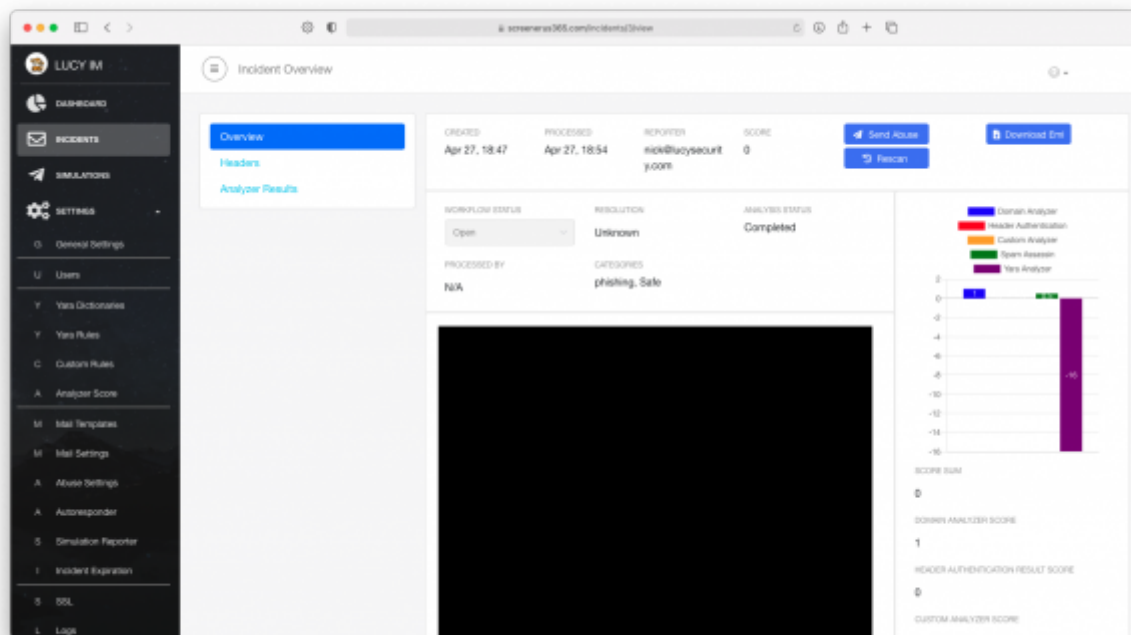 screenerus365.com/incidents/3/view
LUCY IM
Incident Overview
DASHBOARD
INCIDENTS
SIMULATIONS
SETTINGS
G General Settings
U Users
Y Yara Dictionaries
Y Yara Rules
C Custom Rules
A Analyzer Score
M Mail Templates
M Mail Settings
A Abuse Settings
A Autoresponder
S Simulation Reporter
I Incident Expiration
S SSL
L Logs
Overview
Headers
Analyzer Results
CREATED
Apr 27, 18:47
PROCESSED
Apr 27, 18:54
REPORTER
nick@lucysecurit
y.com
SCORE
0
Send Abuse
Rescan
Download Eml
WORKFLOW STATUS
Open
RESOLUTION
Unknown
ANALYSIS STATUS
Completed
PROCESSED BY
N/A
CATEGORIES
phishing, Safe
Domain Analyzer
Header Authentication
Custom Analyzer
Spam Assassin
Yara Analyzer
2
0
-2
-4
-6
-8
-10
-12
-14
-16
1
-16
SCORE SUM
0
DOMAIN ANALYZER SCORE
1
HEADER AUTHENTICATION RESULT SCORE
0
CUSTOM ANALYZER SCORE